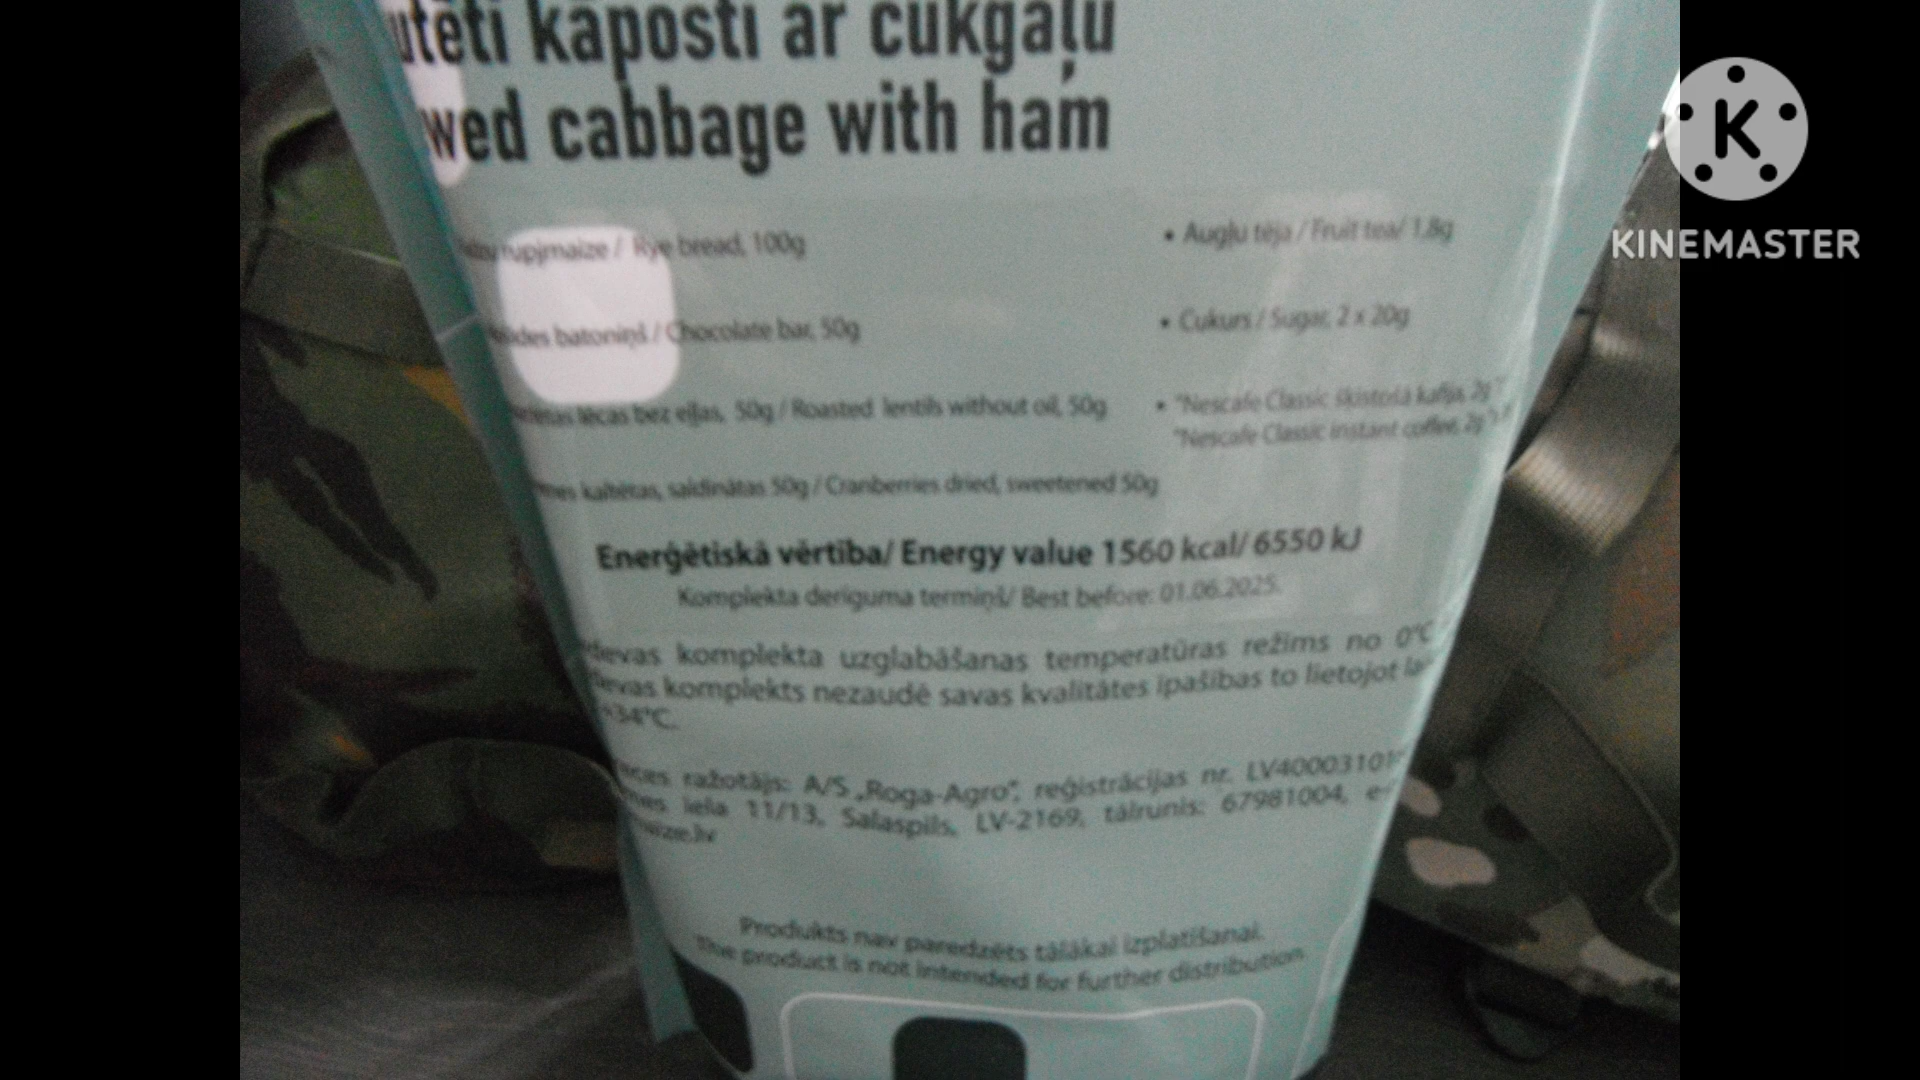 utēti kāposti ar cūkgaļu
wed cabbage with ham
rupjmaize / Rye bread, 100g
batoniņš / Chocolate bar, 50g
lēcas bez eļļas, 50g / Roasted lentils without oil, 50g
kaltētas, saldinātas 50g / Cranberries dried, sweetened 50g
• Augļu tēja / Fruit tea/ 1,8g
• Cukurs / Sugar, 2 x 20g
• "Nescafe Classic šķīstošā kafija, 2g"
"Nescafe Classic instant coffee, 2g"
Enerģētiskā vērtība/ Energy value 1560 kcal/ 6550 kJ
Komplekta derīguma termiņš/ Best before: 01.06.2025.
devas komplekta uzglabāšanas temperatūras režīms no 0°C
devas komplekts nezaudē savas kvalitātes īpašības to lietojot
+34°C.
ražotājs: A/S „Roga-Agro", reģistrācijas nr. LV40003101
iela 11/13, Salaspils, LV-2169, tālrunis: 67981004, e-
maize.lv
Produkts nav paredzēts tālākai izplatīšanai.
The product is not intended for further distribution.
K
KINEMASTER